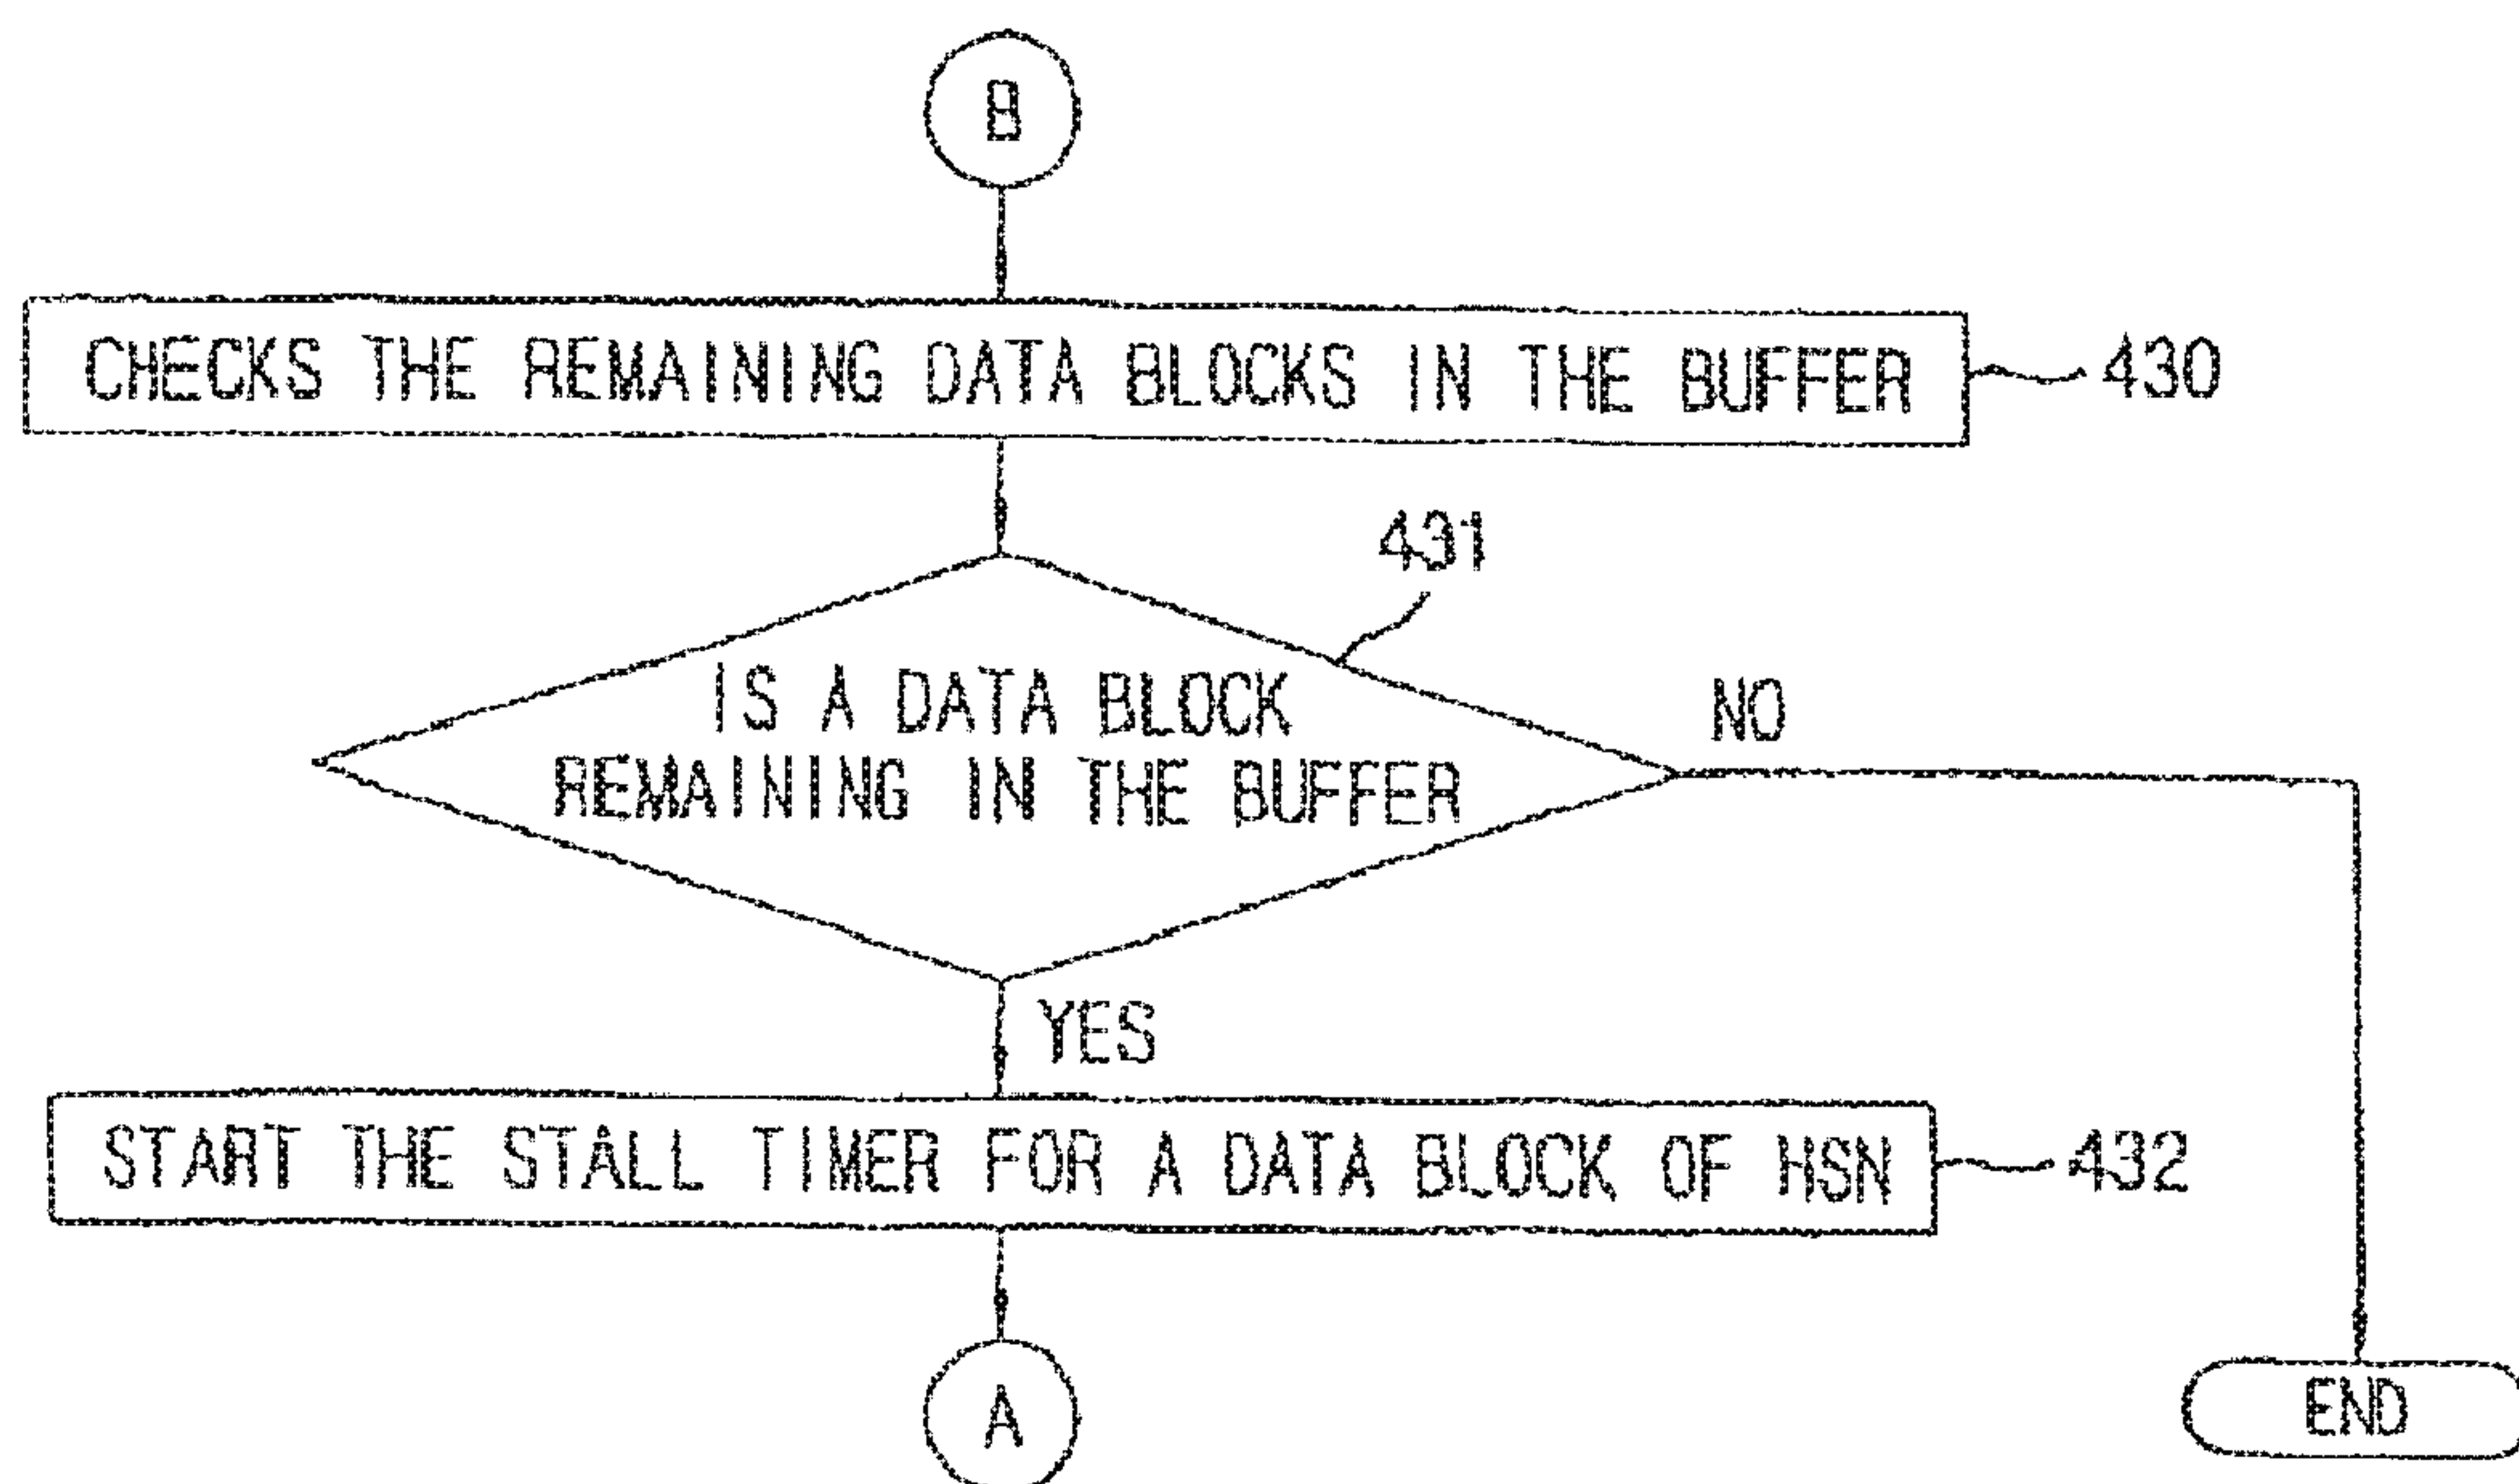 B
CHECKS THE REMAINING DATA BLOCKS IN THE BUFFER
430
431
IS A DATA BLOCK
REMAINING IN THE BUFFER
NO
YES
START THE STALL TIMER FOR A DATA BLOCK OF HSN
432
A
END